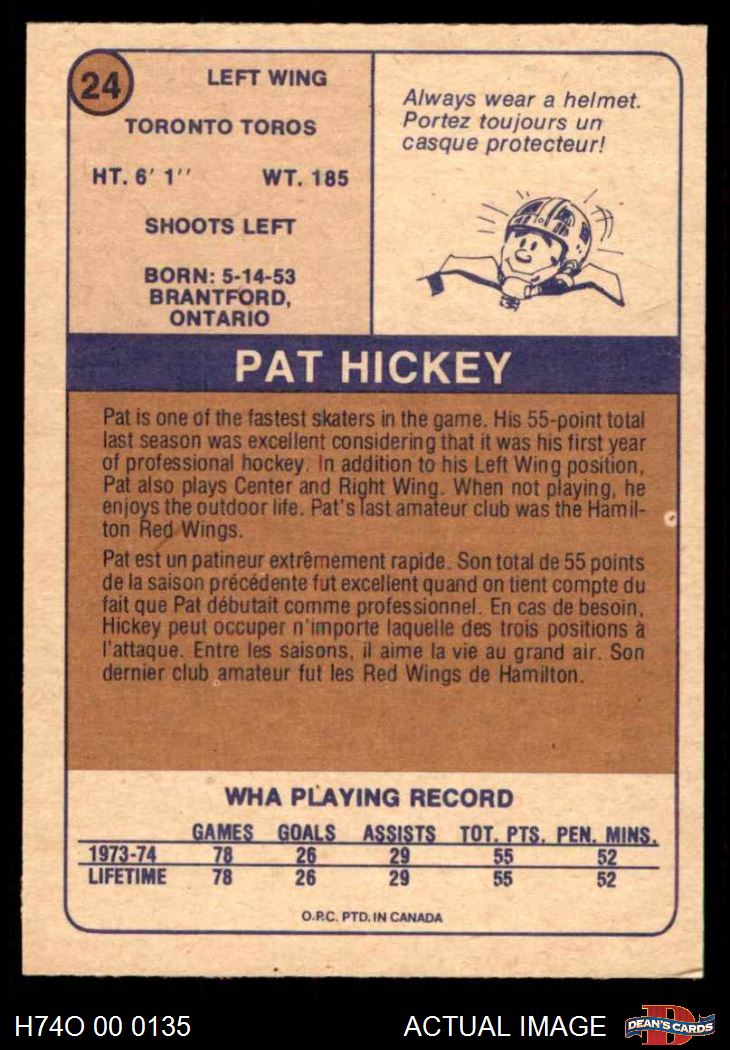 24
LEFT WING
TORONTO TOROS
HT. 6' 1''   WT. 185
SHOOTS LEFT
BORN: 5-14-53
BRANTFORD,
ONTARIO
Always wear a helmet.
Portez toujours un
casque protecteur!
PAT HICKEY
Pat is one of the fastest skaters in the game. His 55-point total
last season was excellent considering that it was his first year
of professional hockey. In addition to his Left Wing position,
Pat also plays Center and Right Wing. When not playing, he
enjoys the outdoor life. Pat's last amateur club was the Hamil-
ton Red Wings.
Pat est un patineur extrêmement rapide. Son total de 55 points
de la saison précédente fut excellent quand on tient compte du
fait que Pat débutait comme professionnel. En cas de besoin,
Hickey peut occuper n'importe laquelle des trois positions à
l'attaque. Entre les saisons, il aime la vie au grand air. Son
dernier club amateur fut les Red Wings de Hamilton.
WHA PLAYING RECORD
GAMES GOALS ASSISTS TOT. PTS. PEN. MINS.
1973-74 78 26 29 55 52
LIFETIME 78 26 29 55 52
O.P.C. PTD. IN CANADA
H74O 00 0135 ACTUAL IMAGE
D
DEAN'S CARDS